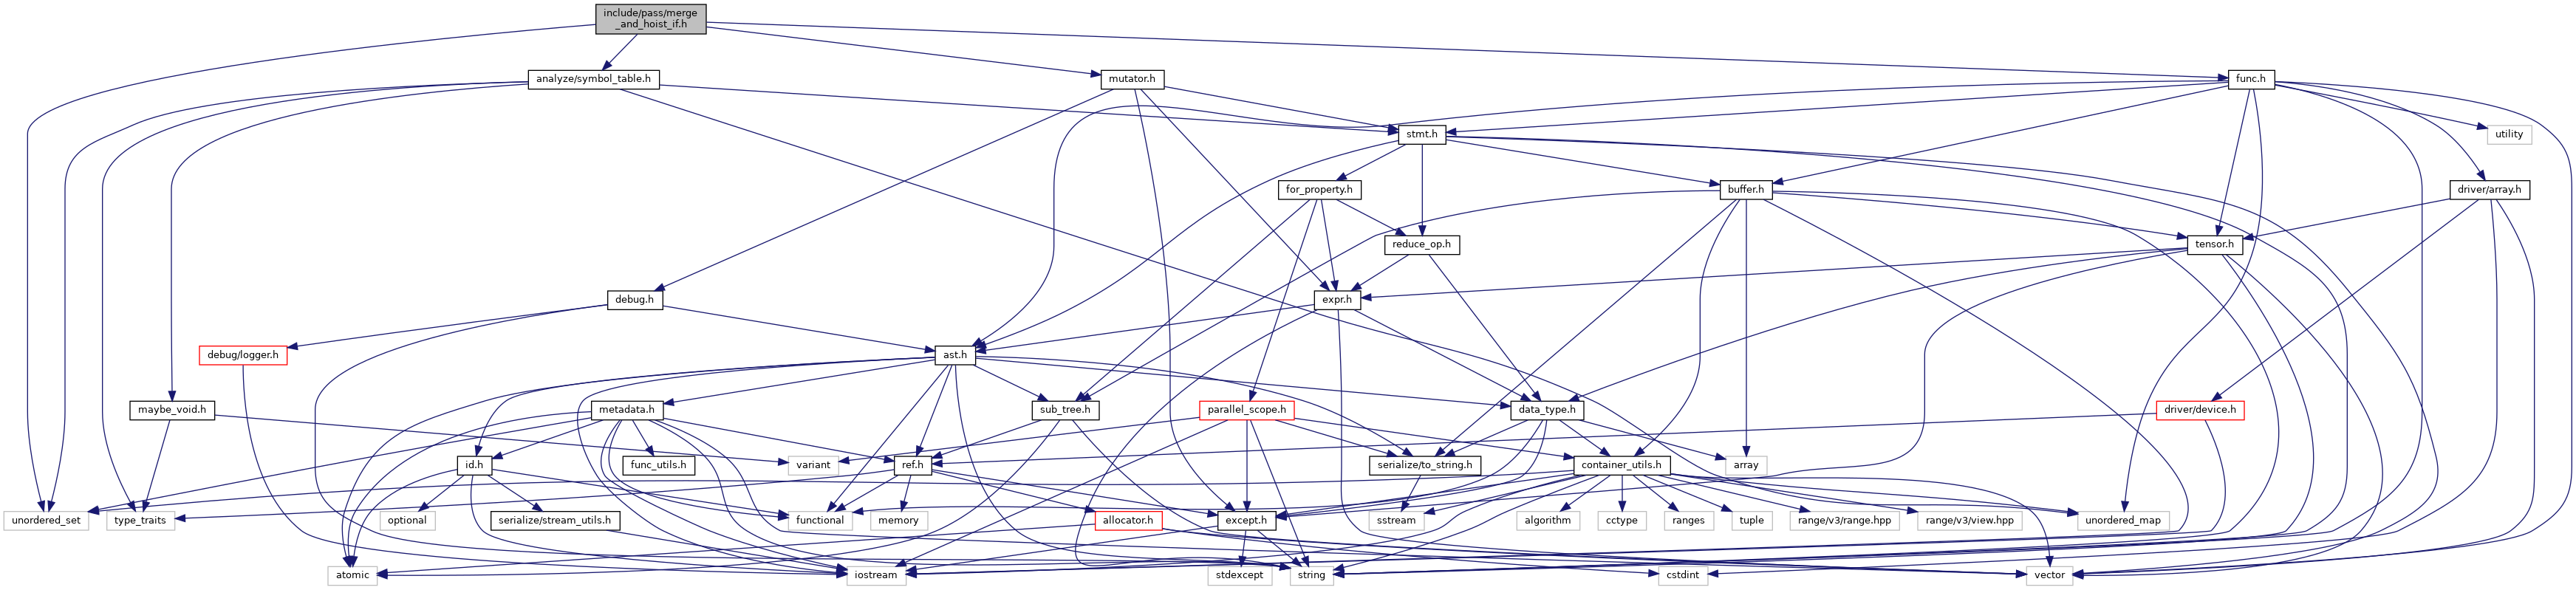 include/pass/merge
_and_hoist_if.h
analyze/symbol_table.h
mutator.h
func.h
stmt.h
utility
for_property.h
buffer.h
driver/array.h
reduce_op.h
tensor.h
debug.h
expr.h
debug/logger.h
ast.h
maybe_void.h
metadata.h
sub_tree.h
parallel_scope.h
data_type.h
driver/device.h
id.h
func_utils.h
variant
ref.h
serialize/to_string.h
container_utils.h
array
unordered_set
type_traits
optional
serialize/stream_utils.h
functional
memory
allocator.h
except.h
sstream
algorithm
cctype
ranges
tuple
range/v3/range.hpp
range/v3/view.hpp
unordered_map
atomic
iostream
stdexcept
string
cstdint
vector